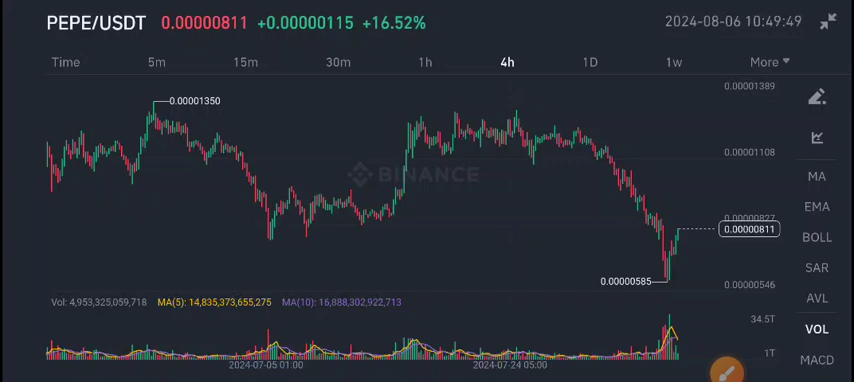 PEPE/USDT 0.00000811 +0.00000115 +16.52% 2024-08-06 10:49:49
Time 5m 15m 30m 1h 4h 1D 1w More
0.00001389
0.00001350
0.00001108
BINANCE
MA
EMA
0.00000827
0.00000811
BOLL
SAR
0.00000585
0.00000546
AVL
Vol: 4,953,325,059,718 MA(5): 14,835,373,655,275 MA(10): 16,888,302,922,713
34.5T
VOL
1T
MACD
2024-07-05 01:00 2024-07-24 05:00